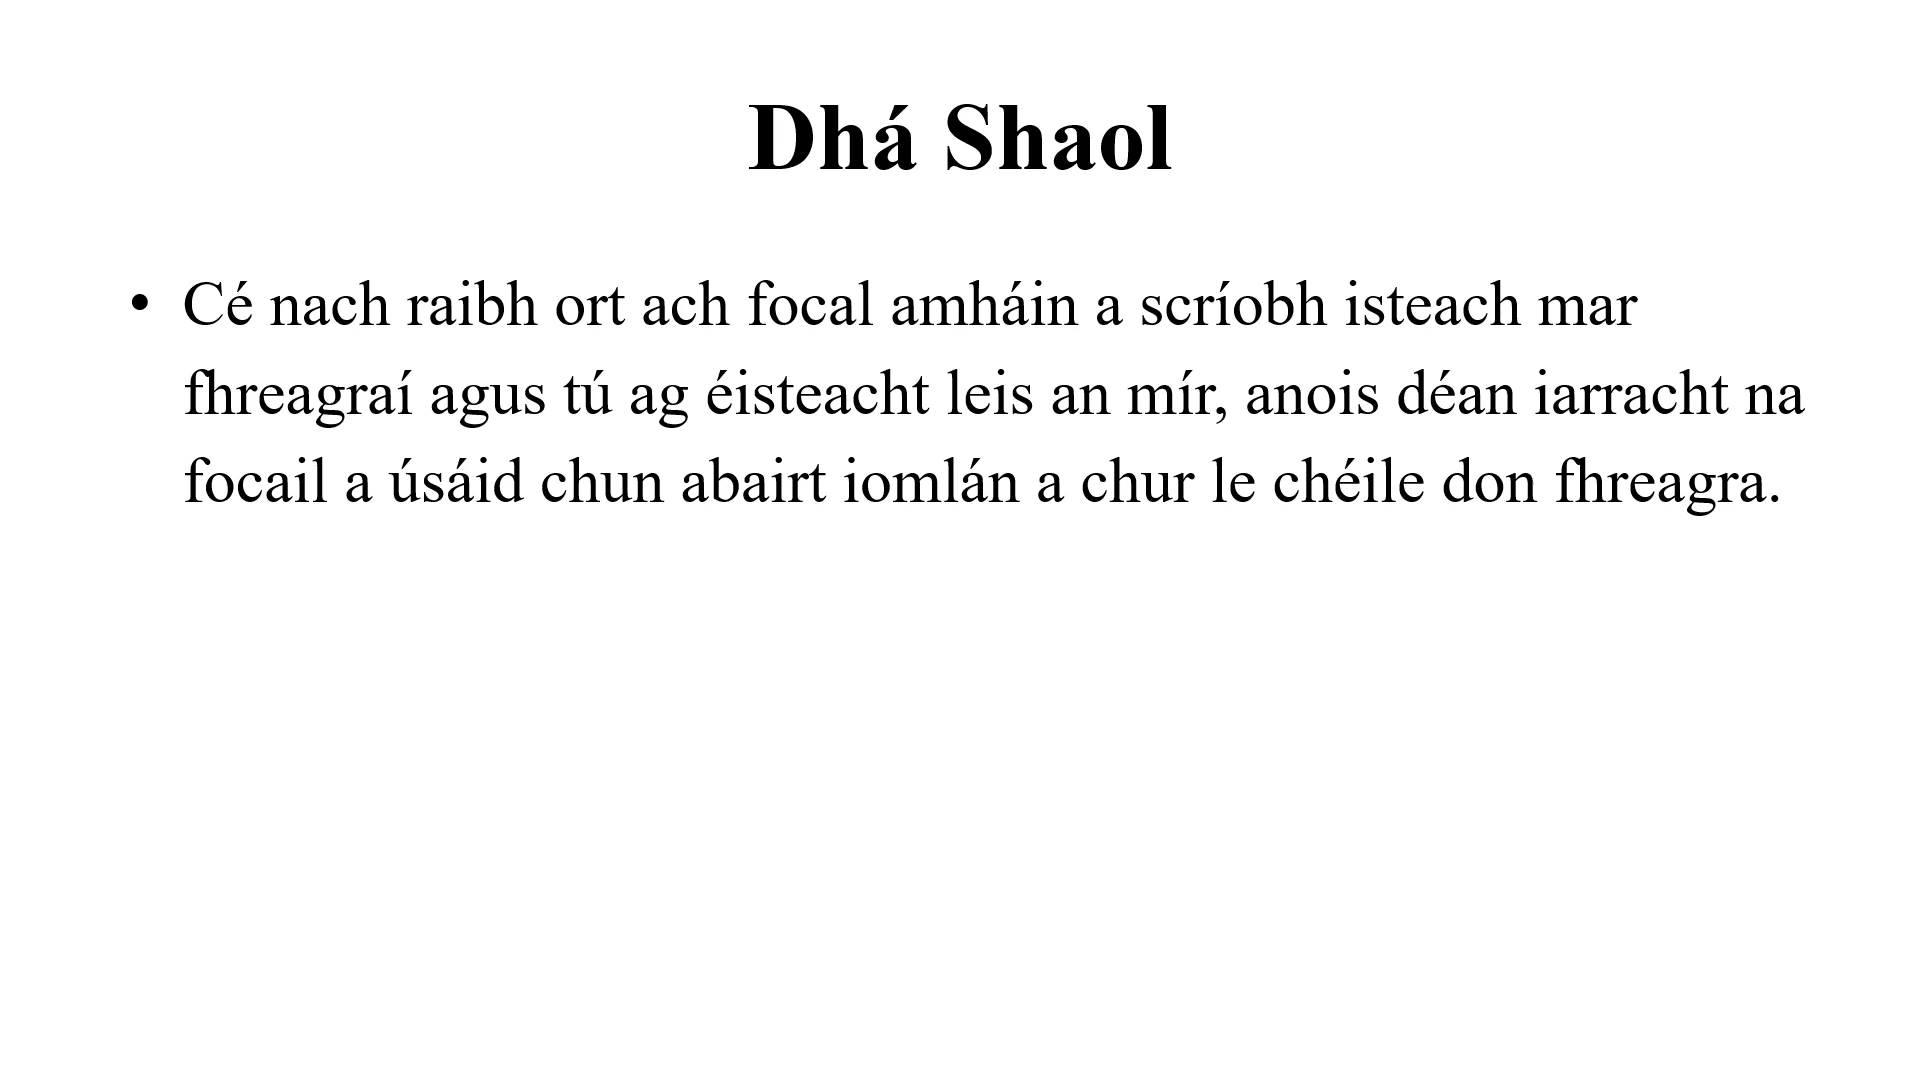 Dhá Shaol
• Cé nach raibh ort ach focal amháin a scríobh isteach mar
fhreagraí agus tú ag éisteacht leis an mír, anois déan iarracht na
focail a úsáid chun abairt iomlán a chur le chéile don fhreagra.